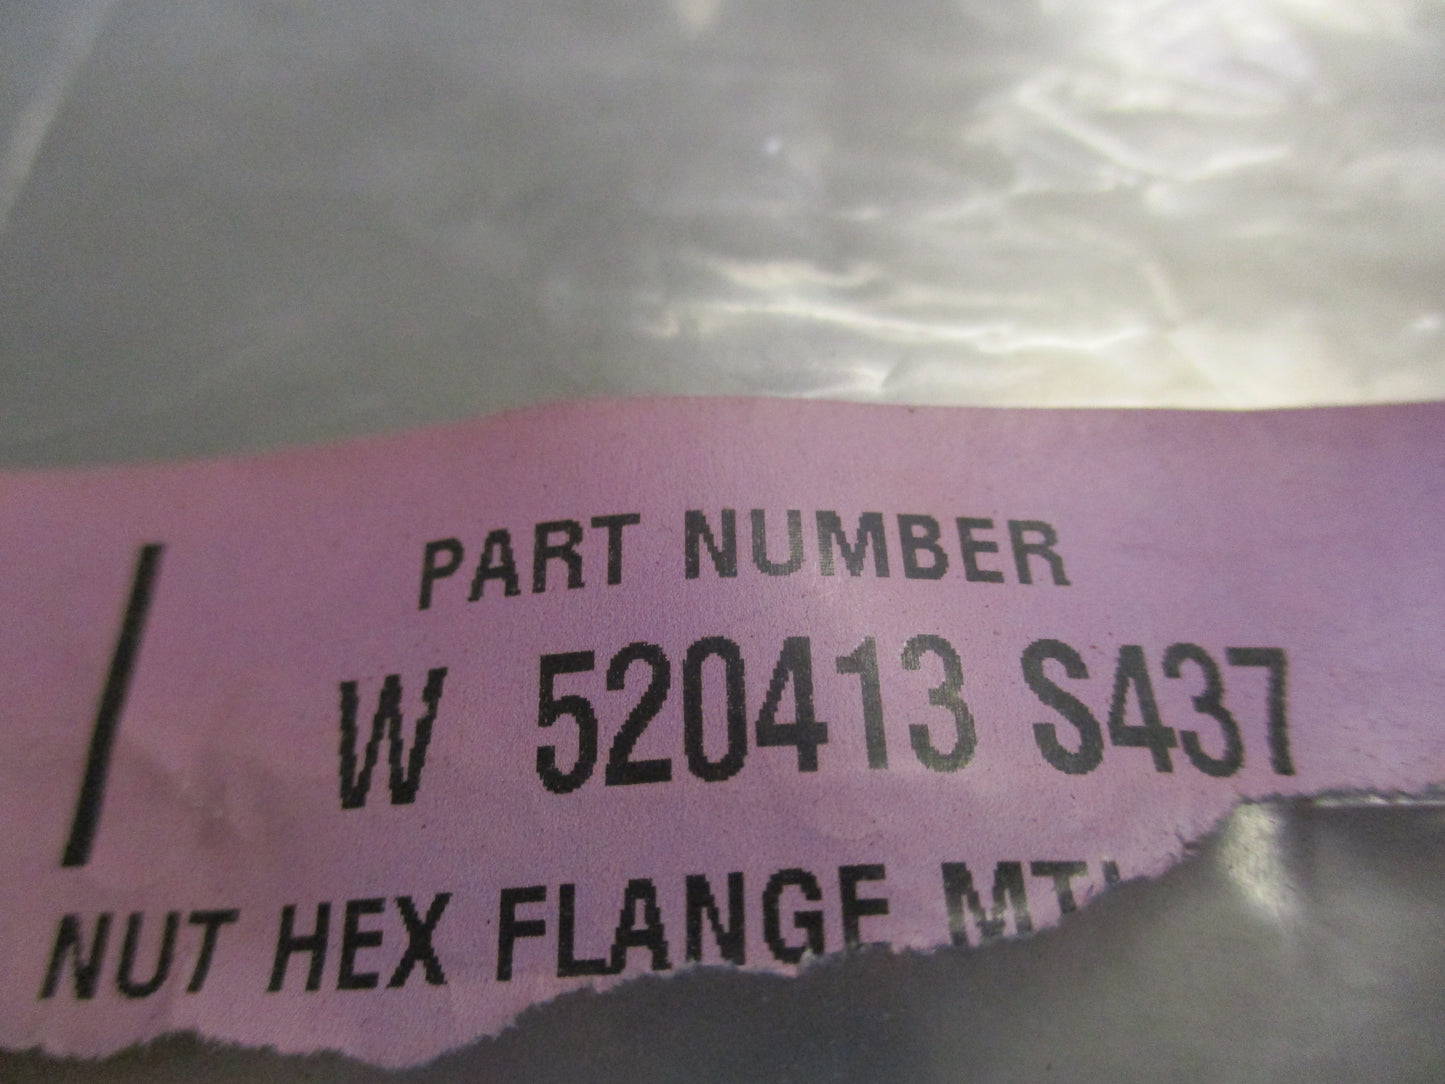 PART NUMBER
W 520413 S437
NUT HEX FLANGE